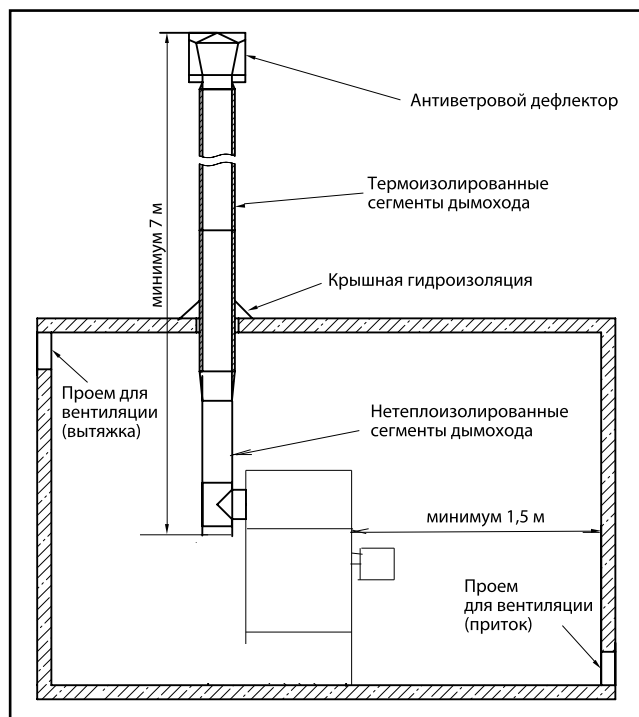 Антиветровой дефлектор
Термоизолированные
сегменты дымохода
минимум 7 м
Крышная гидроизоляция
Проем для
вентиляции
(вытяжка)
Нетеплоизолированные
сегменты дымохода
минимум 1,5 м
Проем
для вентиляции
(приток)